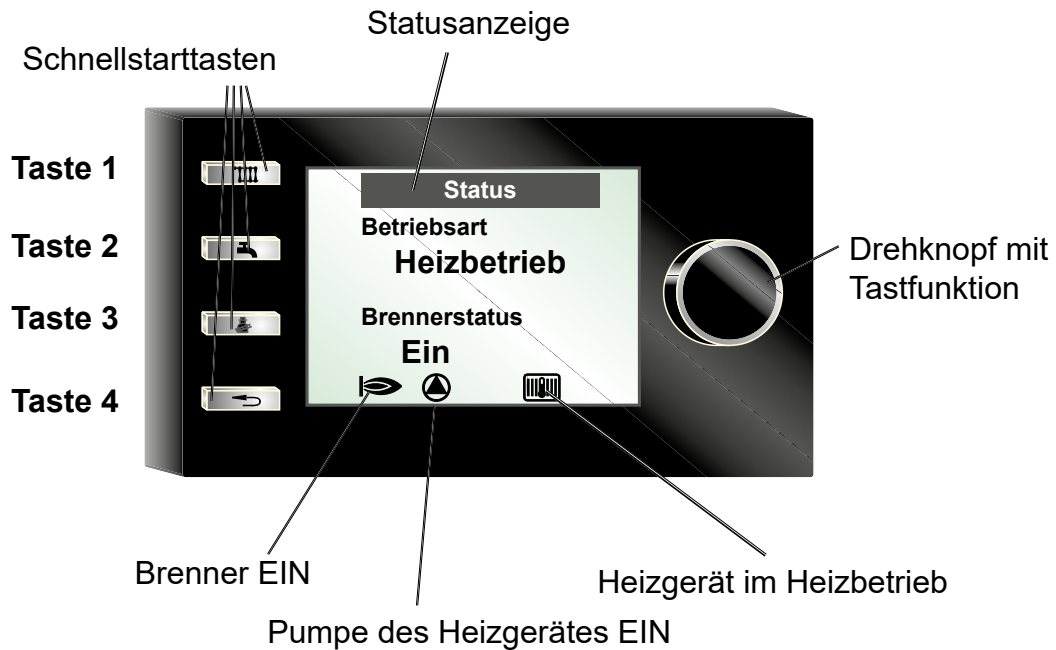 Statusanzeige
Schnellstarttasten
Taste 1
Status
Taste 2
Betriebsart
Heizbetrieb
Drehknopf mit
Tastfunktion
Taste 3
Brennerstatus
Ein
Taste 4
Brenner EIN
Heizgerät im Heizbetrieb
Pumpe des Heizgerätes EIN